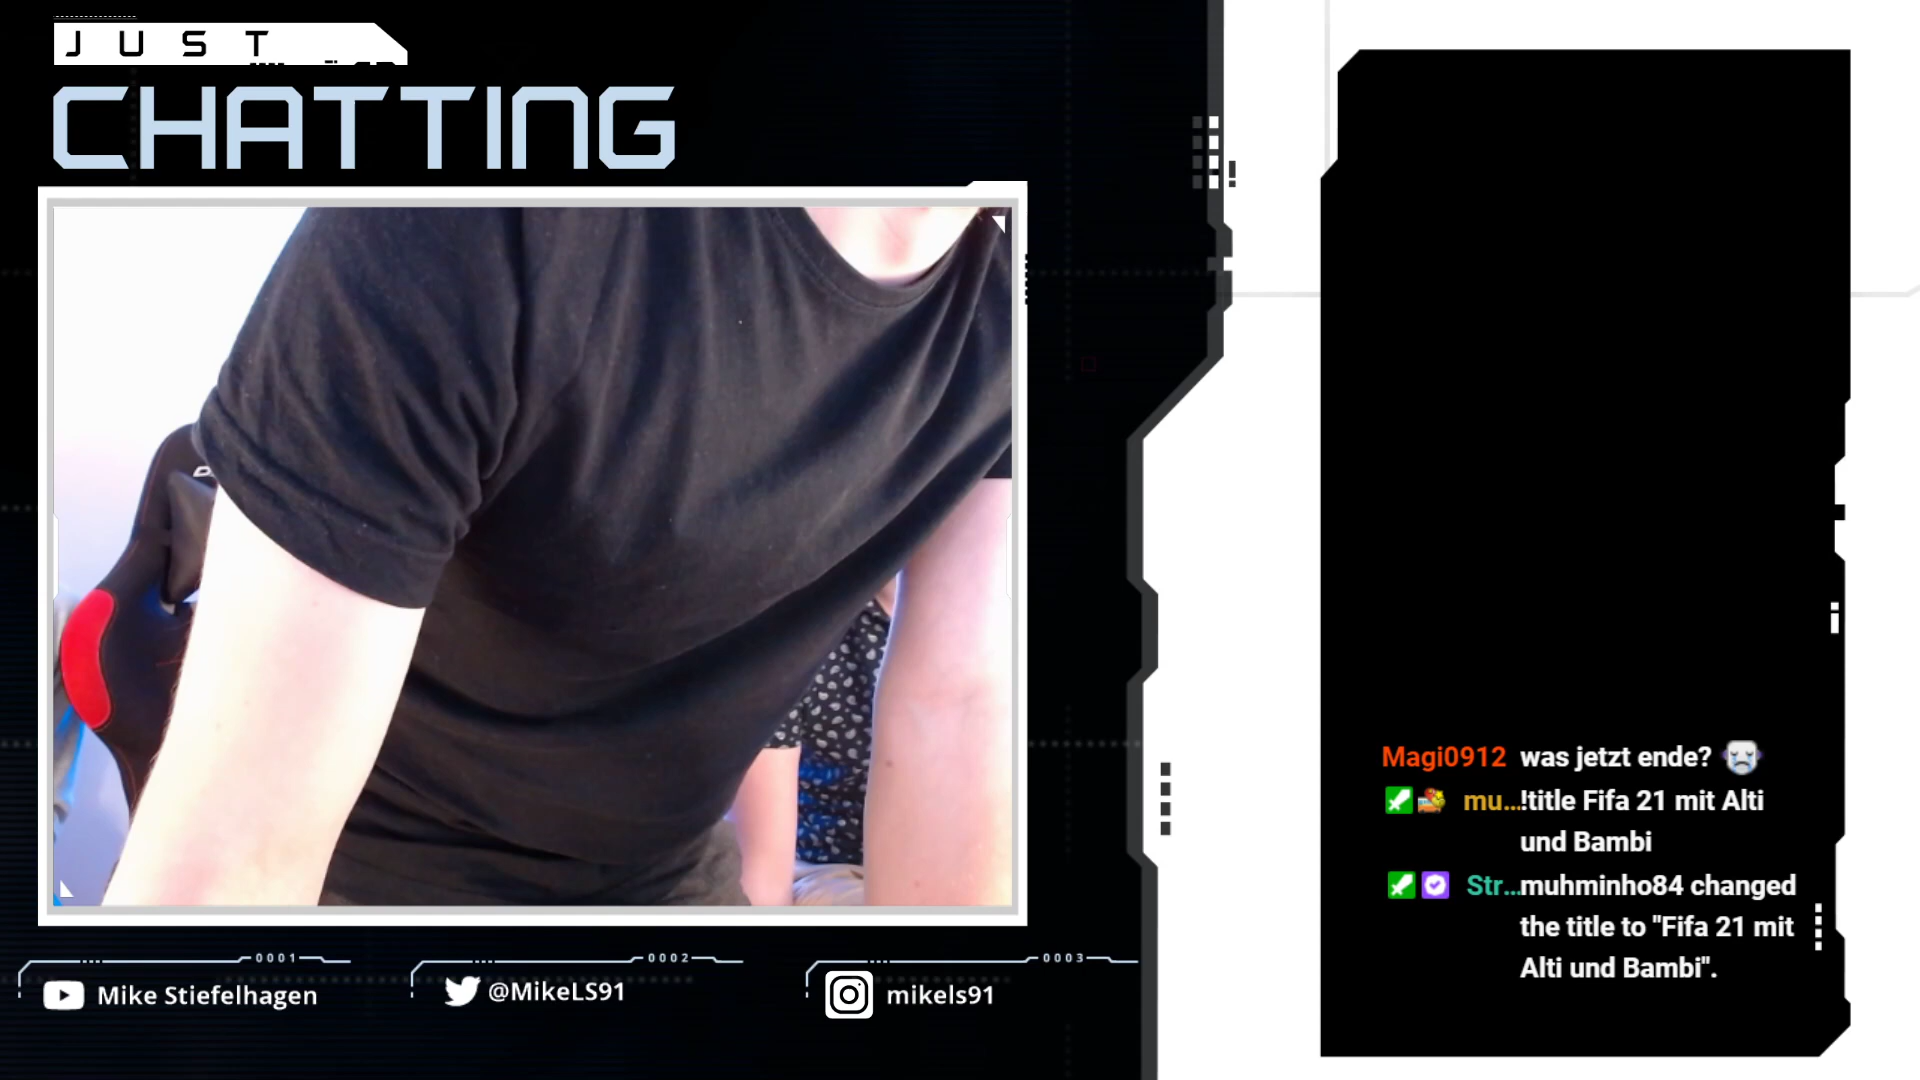 JUST
CHATTING
Magi0912 was jetzt ende?
mu... !title Fifa 21 mit Alti
und Bambi
Str... muhminho84 changed
the title to "Fifa 21 mit
Alti und Bambi".
0001
0002
0003
Mike Stiefelhagen
@MikeLS91
mikels91